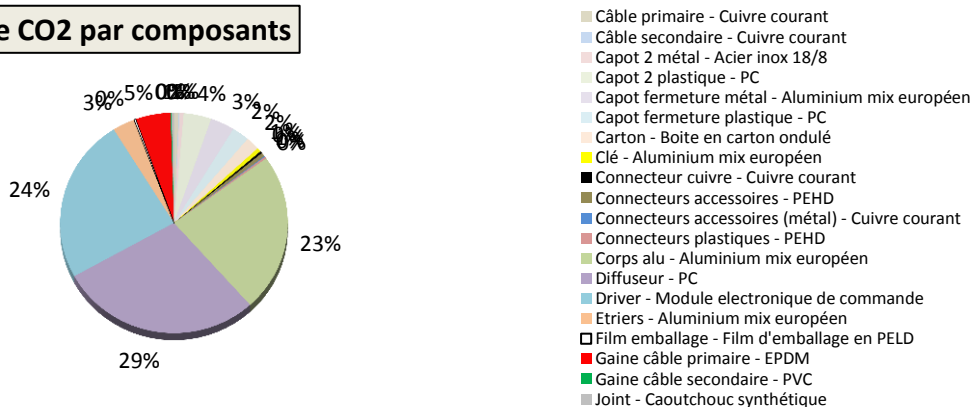 e CO2 par composants
3%
0%
5%
4%
3%
2%
2%
24%
23%
29%
Câble primaire - Cuivre courant
Câble secondaire - Cuivre courant
Capot 2 métal - Acier inox 18/8
Capot 2 plastique - PC
Capot fermeture métal - Aluminium mix européen
Capot fermeture plastique - PC
Carton - Boite en carton ondulé
Clé - Aluminium mix européen
Connecteur cuivre - Cuivre courant
Connecteurs accessoires - PEHD
Connecteurs accessoires (métal) - Cuivre courant
Connecteurs plastiques - PEHD
Corps alu - Aluminium mix européen
Diffuseur - PC
Driver - Module electronique de commande
Etriers - Aluminium mix européen
Film emballage - Film d'emballage en PELD
Gaine câble primaire - EPDM
Gaine câble secondaire - PVC
Joint - Caoutchouc synthétique